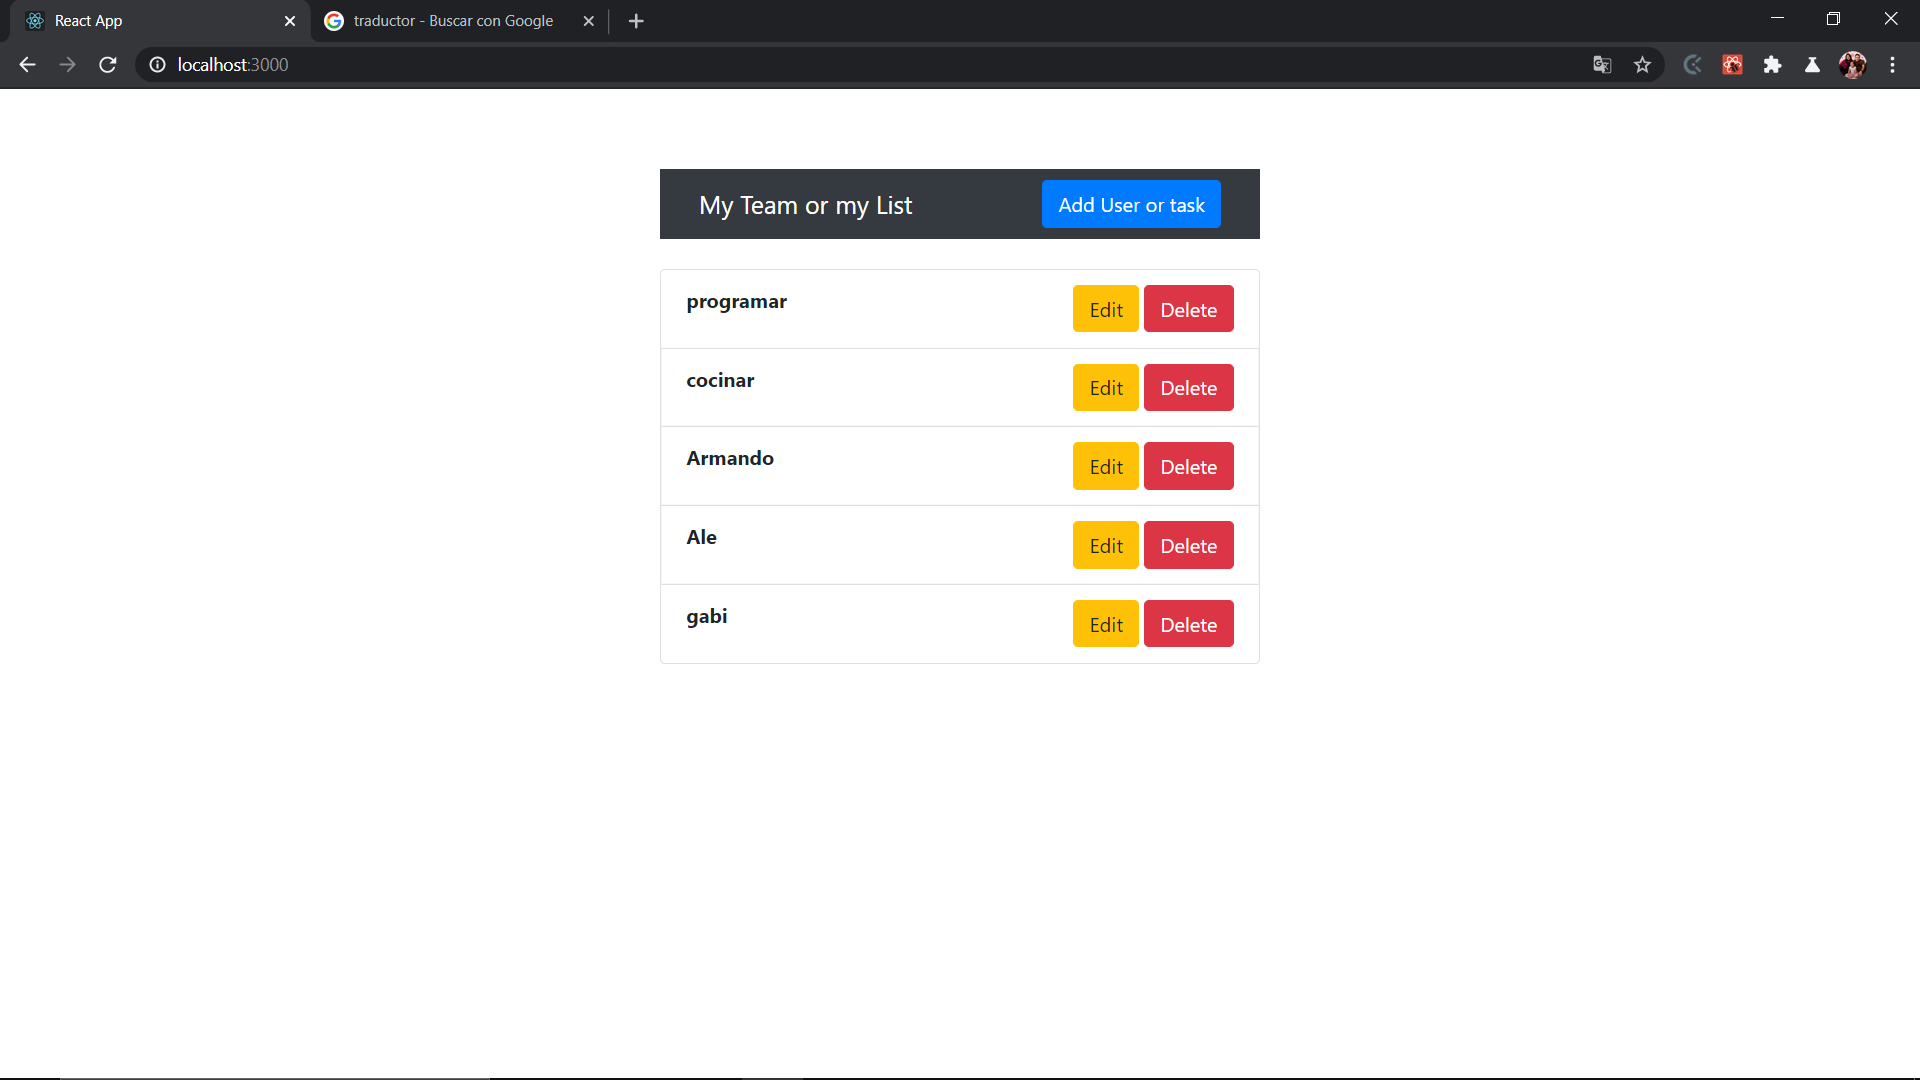 React App
traductor - Buscar con Google
localhost:3000
My Team or my List
Add User or task
programar
Edit
Delete
cocinar
Edit
Delete
Armando
Edit
Delete
Ale
Edit
Delete
gabi
Edit
Delete